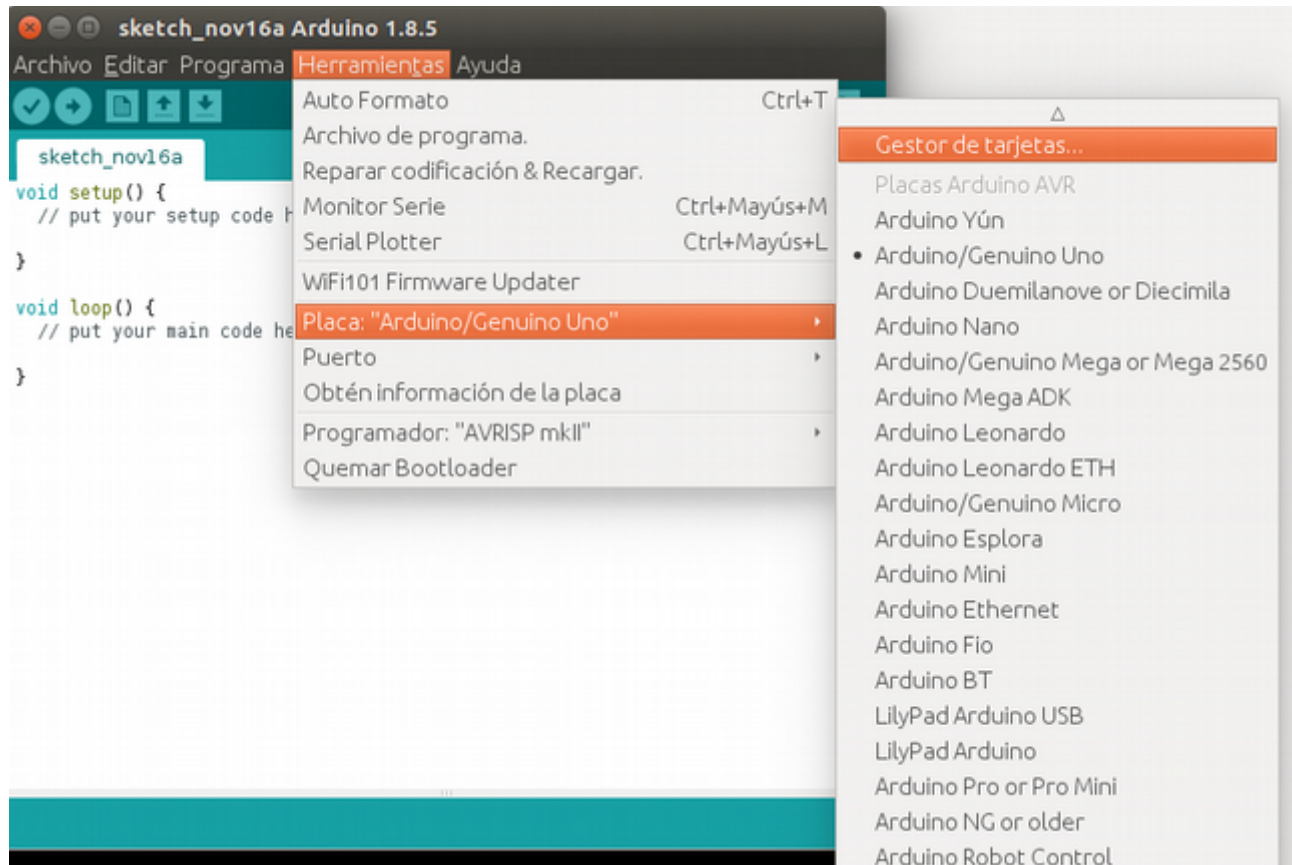 sketch_nov16a Arduino 1.8.5
Archivo Editar Programa Herramientas Ayuda
sketch_nov16a
void setup() {
// put your setup code h
}
void loop() {
// put your main code he
}
Auto Formato Ctrl+T
Archivo de programa.
Reparar codificación & Recargar.
Monitor Serie Ctrl+Mayús+M
Serial Plotter Ctrl+Mayús+L
WiFi101 Firmware Updater
Placa: "Arduino/Genuino Uno"
Puerto
Obtén información de la placa
Programador: "AVRISP mkII"
Quemar Bootloader
Gestor de tarjetas...
Placas Arduino AVR
Arduino Yún
Arduino/Genuino Uno
Arduino Duemilanove or Diecimila
Arduino Nano
Arduino/Genuino Mega or Mega 2560
Arduino Mega ADK
Arduino Leonardo
Arduino Leonardo ETH
Arduino/Genuino Micro
Arduino Esplora
Arduino Mini
Arduino Ethernet
Arduino Fio
Arduino BT
LilyPad Arduino USB
LilyPad Arduino
Arduino Pro or Pro Mini
Arduino NG or older
Arduino Robot Control